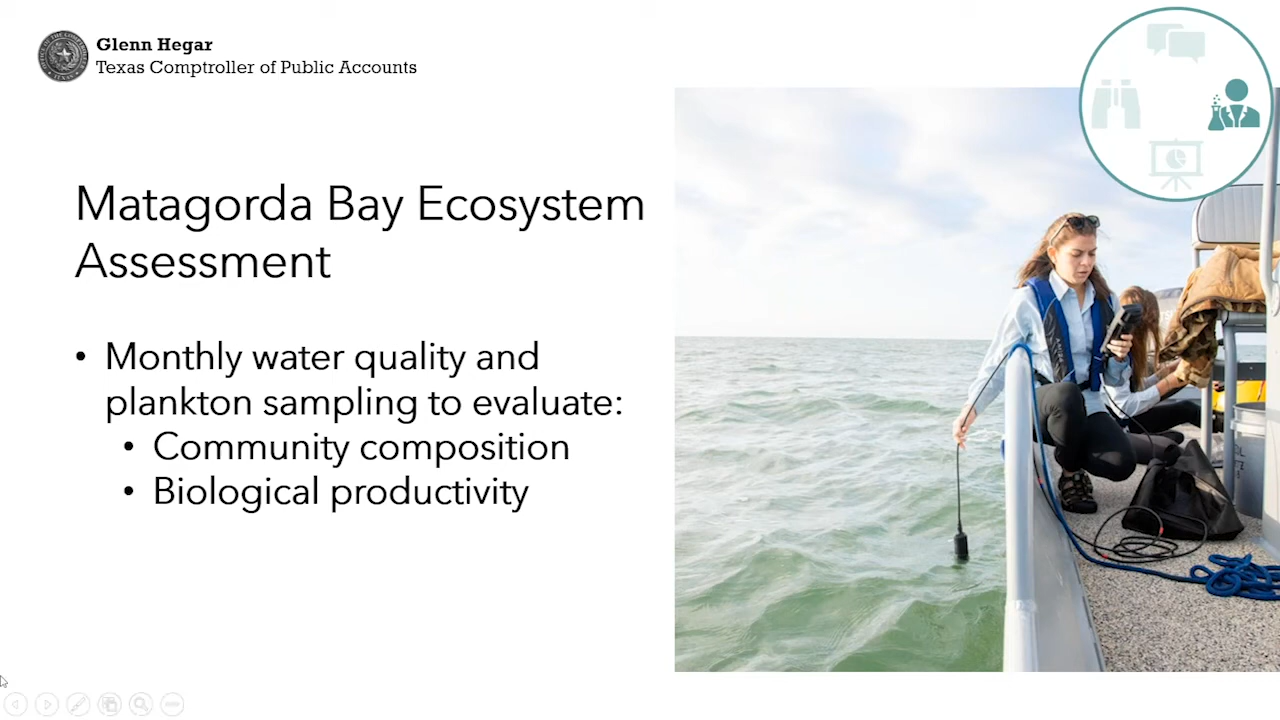 Glenn Hegar
Texas Comptroller of Public Accounts
Matagorda Bay Ecosystem
Assessment
• Monthly water quality and
plankton sampling to evaluate:
• Community composition
• Biological productivity